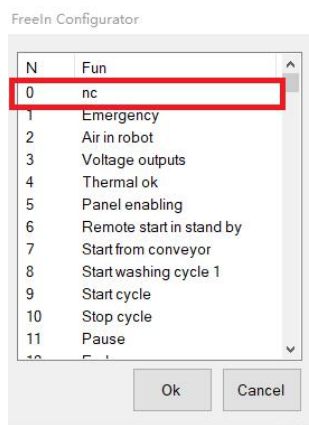 FreeIn Configurator
N Fun
0 nc
1 Emergency
2 Air in robot
3 Voltage outputs
4 Thermal ok
5 Panel enabling
6 Remote start in stand by
7 Start from conveyor
8 Start washing cycle 1
9 Start cycle
10 Stop cycle
11 Pause
Ok Cancel